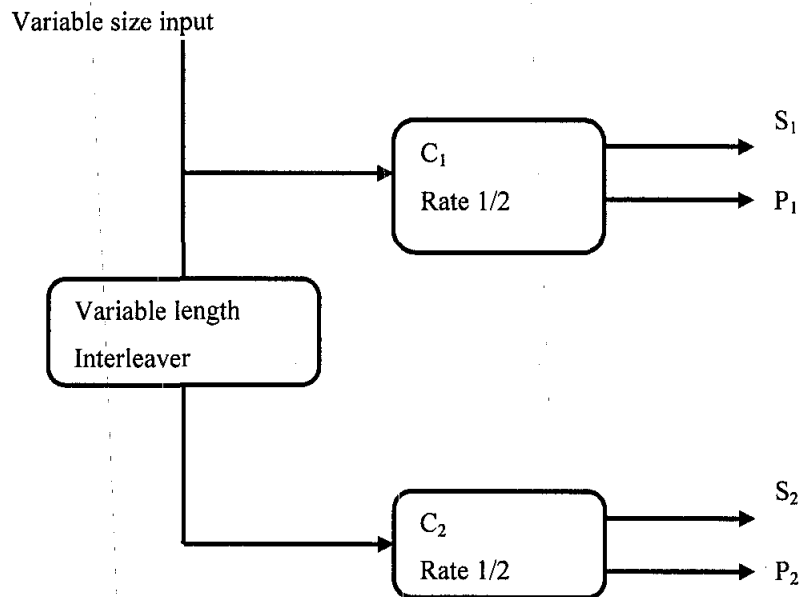 Variable size input
S₁
C₁
Rate 1/2
P₁
Variable length
Interleaver
S₂
C₂
Rate 1/2
P₂